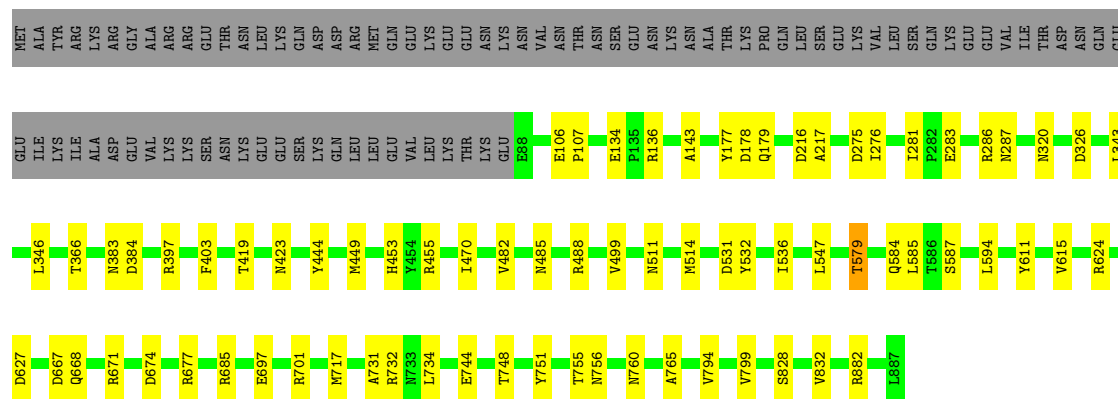 MET ALA TYR ARG LYS ARG GLY ALA ARG ARG GLU THR ASN LEU LYS GLN ASP ASP ARG MET GLN GLU LYS GLU GLU ASN LYS ASN VAL ASN THR ASN SER GLU ASN LYS ASN ALA THR LYS PRO GLN LEU SER GLU LYS VAL LEU SER GLN LYS GLU GLU VAL ILE THR ASP ASN GLN GLU
GLU ILE LYS ILE ALA ASP GLU VAL LYS LYS SER ASN LYS GLU GLU SER LYS GLN LEU LEU GLU VAL LEU LYS THR LYS GLU E88 E106 P107 E134 P135 R136 A143 Y177 D178 Q179 D216 A217 D275 I276 I281 P282 E283 R286 N287 N320 D326 L343
L346 T366 N383 D384 R397 F403 T419 N423 Y444 M449 H453 Y454 R455 I470 V482 N485 R488 V499 N511 M514 D531 Y532 I536 L547 T579 Q584 L585 T586 S587 L594 Y611 V615 R624
D627 D667 Q668 R671 D674 R677 R685 E697 R701 M717 A731 R732 N733 L734 E744 T748 Y751 T755 N756 N760 A765 V794 V799 S828 V832 R882 L887